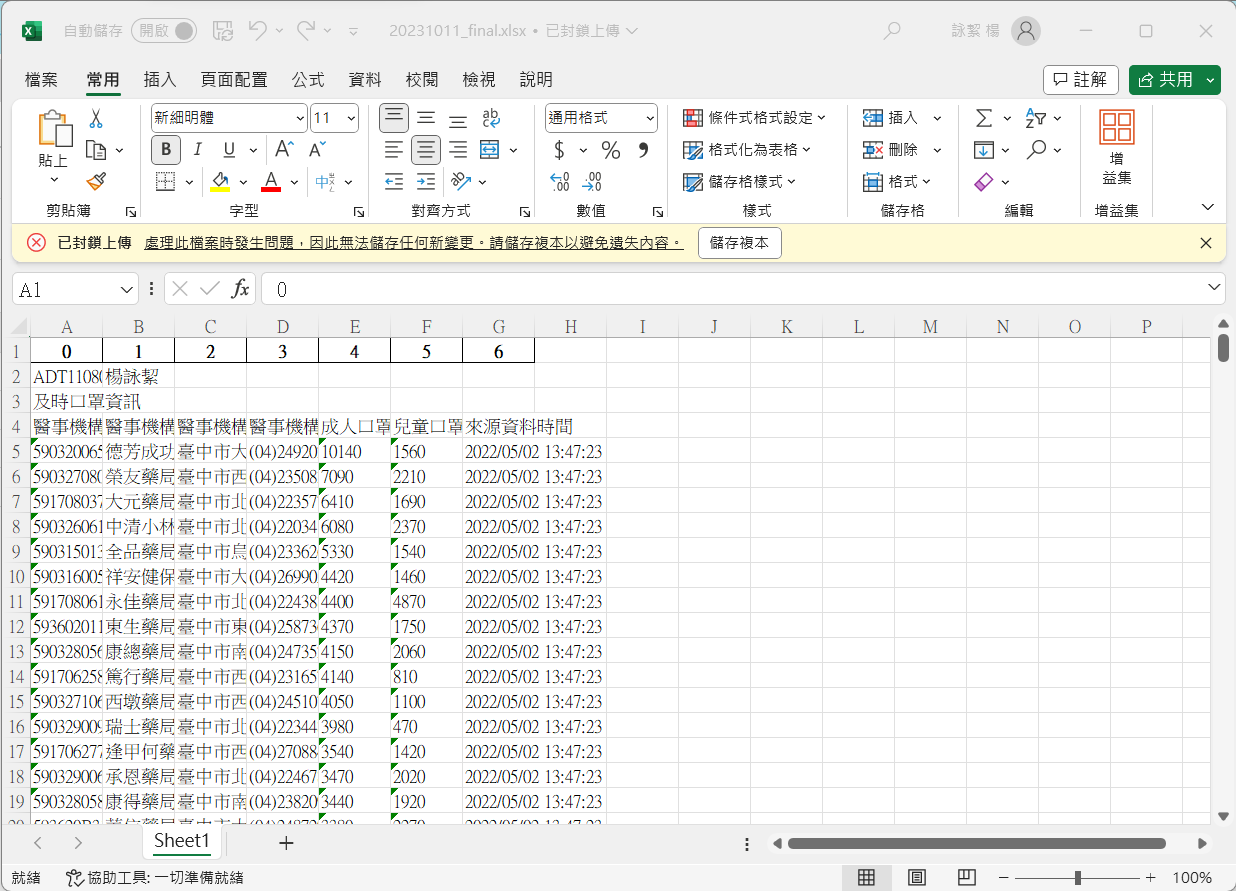 自動儲存 開啟 20231011_final.xlsx • 已封鎖上傳 詠絜 楊
檔案 常用 插入 頁面配置 公式 資料 校閱 檢視 說明 註解 共用
貼上 新細明體 11 通用格式 條件式格式設定 插入 增益集
B I U A A $ % 格式化為表格 刪除
A 儲存格樣式 格式
剪貼簿 字型 對齊方式 數值 樣式 儲存格 編輯 增益集
已封鎖上傳 處理此檔案時發生問題，因此無法儲存任何新變更。請儲存複本以避免遺失內容。 儲存複本
A1 fx 0
A B C D E F G H I J K L M N O P
1 0 1 2 3 4 5 6
2 ADT1108 楊詠絜
3 及時口罩資訊
4 醫事機構 醫事機構 醫事機構 醫事機構 成人口罩 兒童口罩 來源資料時間
5 59032006 德芳成功 臺中市大 (04)24920 10140 1560 2022/05/02 13:47:23
6 590327080 榮友藥局 臺中市西 (04)23508 7090 2210 2022/05/02 13:47:23
7 591708037 大元藥局 臺中市北 (04)22357 6410 1690 2022/05/02 13:47:23
8 590326061 中清小林 臺中市北 (04)22034 6080 2370 2022/05/02 13:47:23
9 590315013 全品藥局 臺中市烏 (04)23362 5330 1540 2022/05/02 13:47:23
10 590316005 祥安健保 臺中市大 (04)26990 4420 1460 2022/05/02 13:47:23
11 591708061 永佳藥局 臺中市北 (04)22438 4400 4870 2022/05/02 13:47:23
12 593602011 東生藥局 臺中市東 (04)25873 4370 1750 2022/05/02 13:47:23
13 590328056 康總藥局 臺中市南 (04)24735 4150 2060 2022/05/02 13:47:23
14 591706258 篤行藥局 臺中市西 (04)23165 4140 810 2022/05/02 13:47:23
15 590327106 西墩藥局 臺中市西 (04)24510 4050 1100 2022/05/02 13:47:23
16 590329009 瑞士藥局 臺中市北 (04)22344 3980 470 2022/05/02 13:47:23
17 591706277 逢甲何藥 臺中市西 (04)27088 3540 1420 2022/05/02 13:47:23
18 590329006 承恩藥局 臺中市北 (04)22467 3470 2020 2022/05/02 13:47:23
19 590328058 康得藥局 臺中市南 (04)23820 3440 1920 2022/05/02 13:47:23
Sheet1
就緒 協助工具: 一切準備就緒 100%